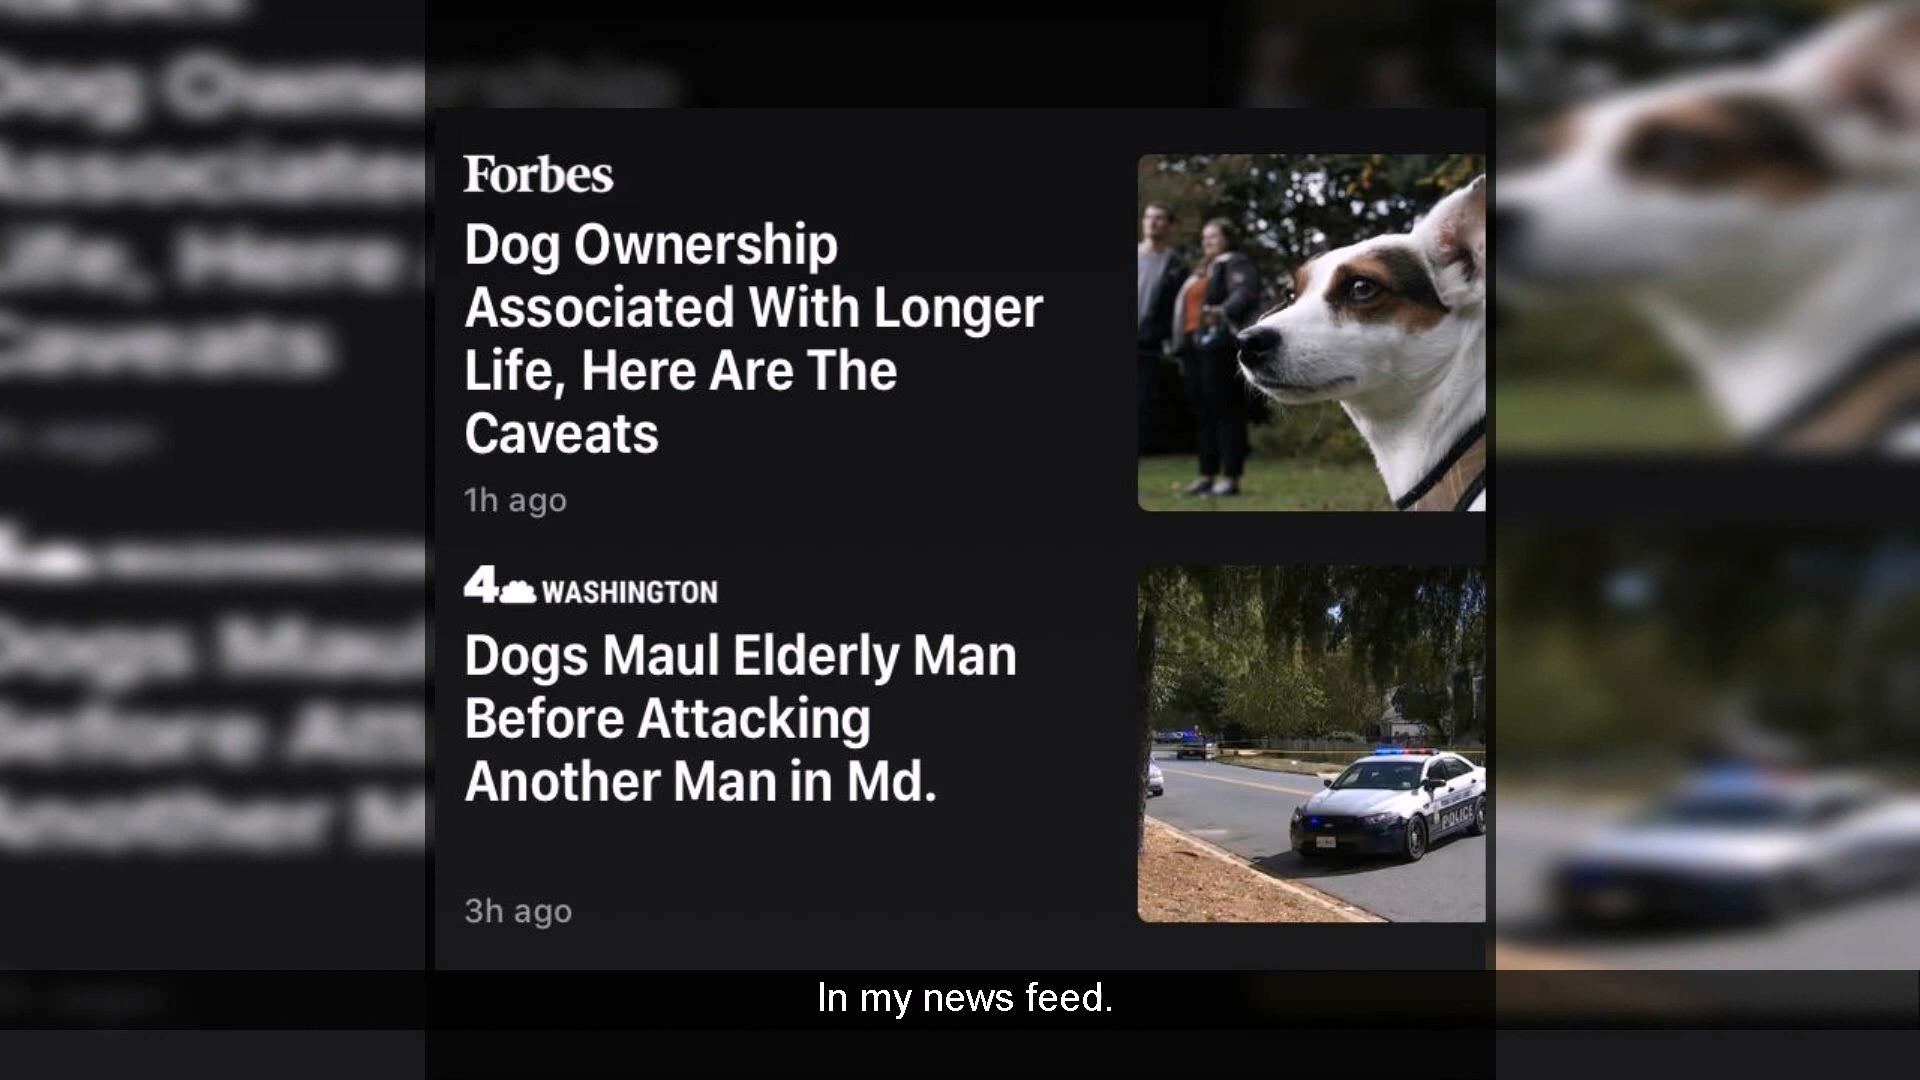 Forbes
Dog Ownership
Associated With Longer
Life, Here Are The
Caveats
1h ago
4 WASHINGTON
Dogs Maul Elderly Man
Before Attacking
Another Man in Md.
POLICE
3h ago
In my news feed.